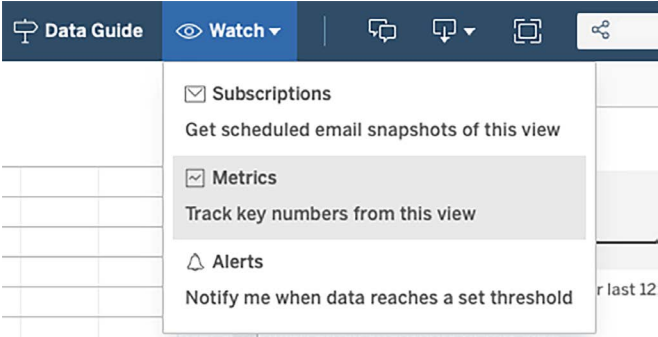 Data Guide
Watch
Subscriptions
Get scheduled email snapshots of this view
Metrics
Track key numbers from this view
Alerts
Notify me when data reaches a set threshold
r last 12